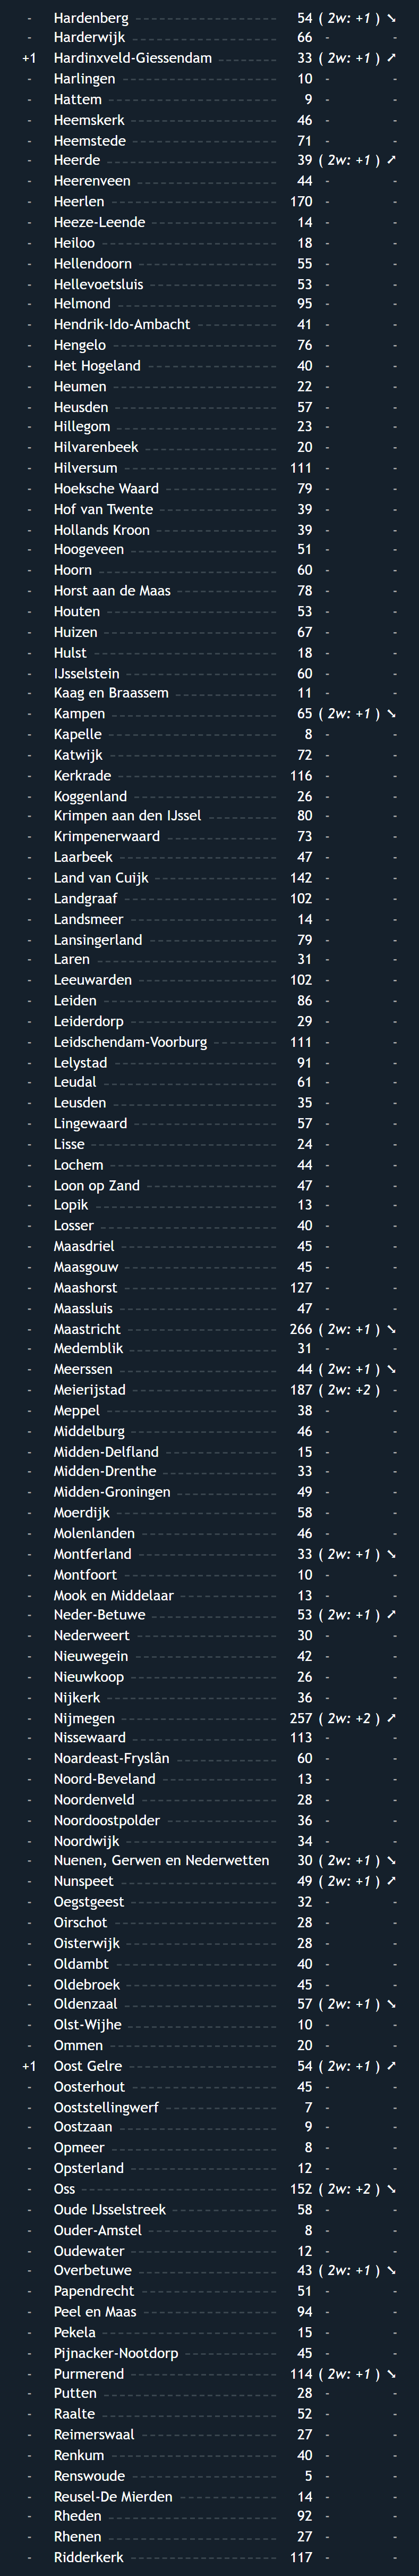 - Hardenberg 54 ( 2w: +1 ) ➘
- Harderwijk 66 - -
+1 Hardinxveld-Giessendam 33 ( 2w: +1 ) ➚
- Harlingen 10 - -
- Hattem 9 - -
- Heemskerk 46 - -
- Heemstede 71 - -
- Heerde 39 ( 2w: +1 ) ➚
- Heerenveen 44 - -
- Heerlen 170 - -
- Heeze-Leende 14 - -
- Heiloo 18 - -
- Hellendoorn 55 - -
- Hellevoetsluis 53 - -
- Helmond 95 - -
- Hendrik-Ido-Ambacht 41 - -
- Hengelo 76 - -
- Het Hogeland 40 - -
- Heumen 22 - -
- Heusden 57 - -
- Hillegom 23 - -
- Hilvarenbeek 20 - -
- Hilversum 111 - -
- Hoeksche Waard 79 - -
- Hof van Twente 39 - -
- Hollands Kroon 39 - -
- Hoogeveen 51 - -
- Hoorn 60 - -
- Horst aan de Maas 78 - -
- Houten 53 - -
- Huizen 67 - -
- Hulst 18 - -
- IJsselstein 60 - -
- Kaag en Braassem 11 - -
- Kampen 65 ( 2w: +1 ) ➘
- Kapelle 8 - -
- Katwijk 72 - -
- Kerkrade 116 - -
- Koggenland 26 - -
- Krimpen aan den IJssel 80 - -
- Krimpenerwaard 73 - -
- Laarbeek 47 - -
- Land van Cuijk 142 - -
- Landgraaf 102 - -
- Landsmeer 14 - -
- Lansingerland 79 - -
- Laren 31 - -
- Leeuwarden 102 - -
- Leiden 86 - -
- Leiderdorp 29 - -
- Leidschendam-Voorburg 111 - -
- Lelystad 91 - -
- Leudal 61 - -
- Leusden 35 - -
- Lingewaard 57 - -
- Lisse 24 - -
- Lochem 44 - -
- Loon op Zand 47 - -
- Lopik 13 - -
- Losser 40 - -
- Maasdriel 45 - -
- Maasgouw 45 - -
- Maashorst 127 - -
- Maassluis 47 - -
- Maastricht 266 ( 2w: +1 ) ➘
- Medemblik 31 - -
- Meerssen 44 ( 2w: +1 ) ➘
- Meierijstad 187 ( 2w: +2 ) -
- Meppel 38 - -
- Middelburg 46 - -
- Midden-Delfland 15 - -
- Midden-Drenthe 33 - -
- Midden-Groningen 49 - -
- Moerdijk 58 - -
- Molenlanden 46 - -
- Montferland 33 ( 2w: +1 ) ➘
- Montfoort 10 - -
- Mook en Middelaar 13 - -
- Neder-Betuwe 53 ( 2w: +1 ) ➚
- Nederweert 30 - -
- Nieuwegein 42 - -
- Nieuwkoop 26 - -
- Nijkerk 36 - -
- Nijmegen 257 ( 2w: +2 ) ➚
- Nissewaard 113 - -
- Noardeast-Fryslân 60 - -
- Noord-Beveland 13 - -
- Noordenveld 28 - -
- Noordoostpolder 36 - -
- Noordwijk 34 - -
- Nuenen, Gerwen en Nederwetten 30 ( 2w: +1 ) ➘
- Nunspeet 49 ( 2w: +1 ) ➚
- Oegstgeest 32 - -
- Oirschot 28 - -
- Oisterwijk 28 - -
- Oldambt 40 - -
- Oldebroek 45 - -
- Oldenzaal 57 ( 2w: +1 ) ➘
- Olst-Wijhe 10 - -
- Ommen 20 - -
+1 Oost Gelre 54 ( 2w: +1 ) ➚
- Oosterhout 45 - -
- Ooststellingwerf 7 - -
- Oostzaan 9 - -
- Opmeer 8 - -
- Opsterland 12 - -
- Oss 152 ( 2w: +2 ) ➘
- Oude IJsselstreek 58 - -
- Ouder-Amstel 8 - -
- Oudewater 12 - -
- Overbetuwe 43 ( 2w: +1 ) ➘
- Papendrecht 51 - -
- Peel en Maas 94 - -
- Pekela 15 - -
- Pijnacker-Nootdorp 45 - -
- Purmerend 114 ( 2w: +1 ) ➘
- Putten 28 - -
- Raalte 52 - -
- Reimerswaal 27 - -
- Renkum 40 - -
- Renswoude 5 - -
- Reusel-De Mierden 14 - -
- Rheden 92 - -
- Rhenen 27 - -
- Ridderkerk 117 - -